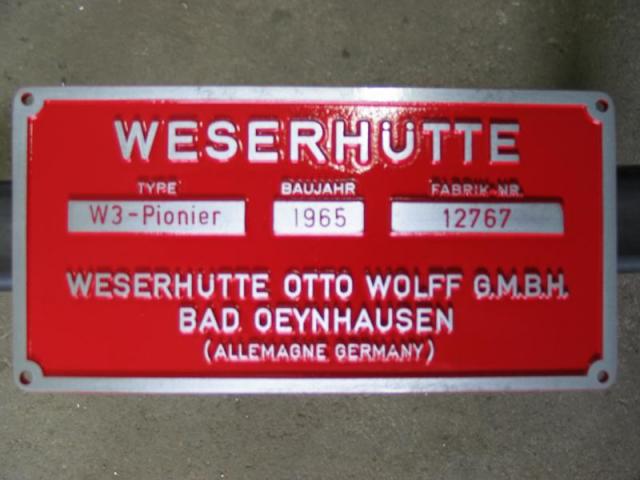 WESERHÜTTE
TYPE BAUJAHR FABRIK-NR.
W3-Pionier 1965 12767
WESERHUTTE OTTO WOLFF G.M.B.H.
BAD OEYNHAUSEN
(ALLEMAGNE GERMANY)